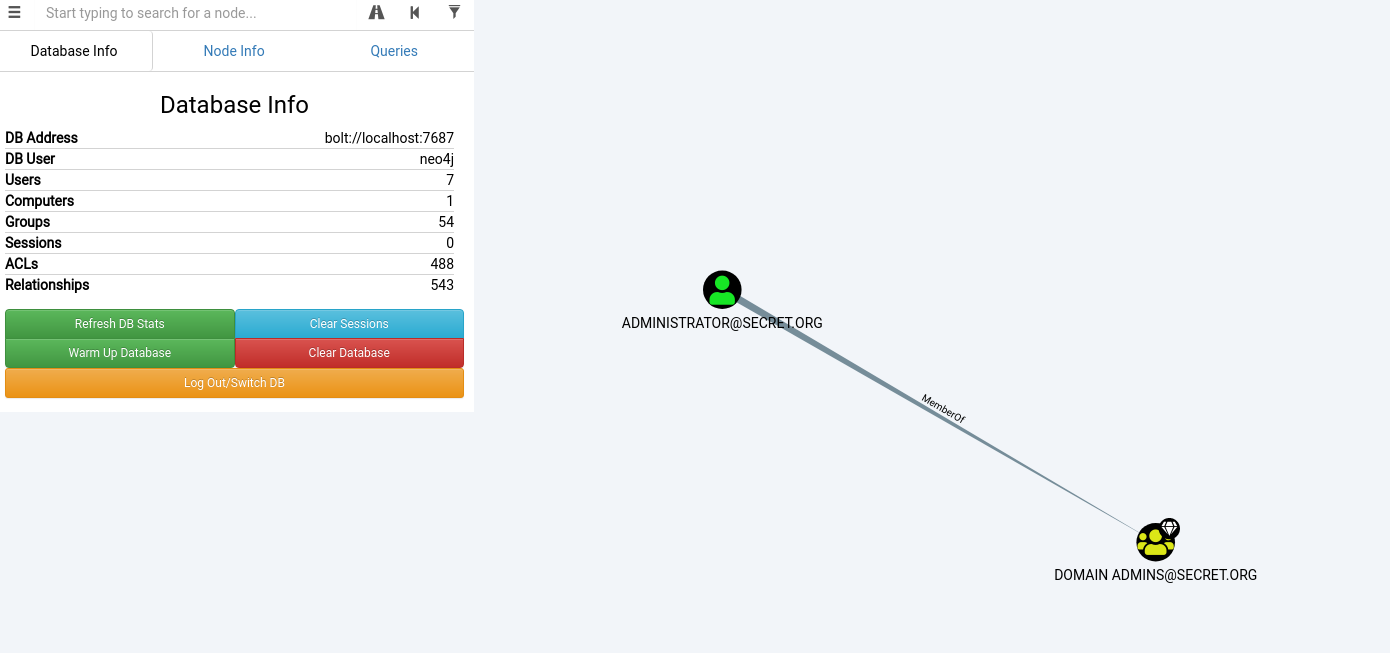 Start typing to search for a node...
Database Info
Node Info
Queries
Database Info
DB Address bolt://localhost:7687
DB User neo4j
Users 7
Computers 1
Groups 54
Sessions 0
ACLs 488
Relationships 543
Refresh DB Stats
Clear Sessions
Warm Up Database
Clear Database
Log Out/Switch DB
ADMINISTRATOR@SECRET.ORG
MemberOf
DOMAIN ADMINS@SECRET.ORG